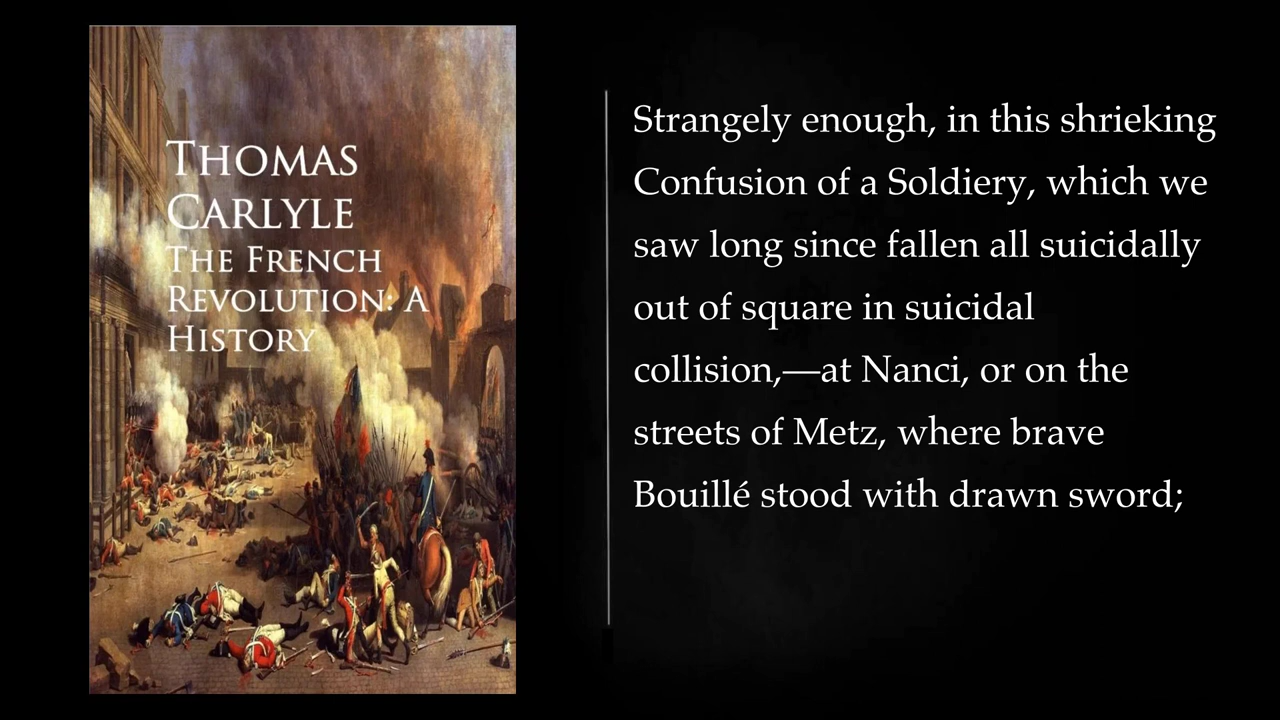 THOMAS
CARLYLE
THE FRENCH
REVOLUTION: A
HISTORY
Strangely enough, in this shrieking
Confusion of a Soldiery, which we
saw long since fallen all suicidally
out of square in suicidal
collision,—at Nanci, or on the
streets of Metz, where brave
Bouillé stood with drawn sword;